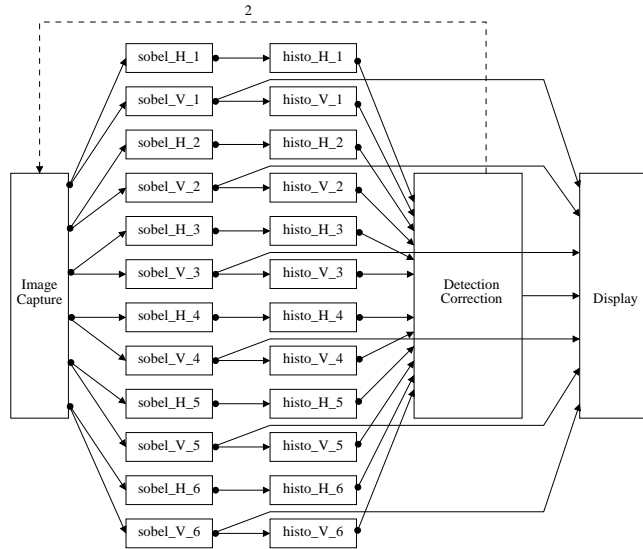 2
sobel_H_1
histo_H_1
sobel_V_1
histo_V_1
sobel_H_2
histo_H_2
sobel_V_2
histo_V_2
sobel_H_3
histo_H_3
sobel_V_3
histo_V_3
sobel_H_4
histo_H_4
sobel_V_4
histo_V_4
sobel_H_5
histo_H_5
sobel_V_5
histo_V_5
sobel_H_6
histo_H_6
sobel_V_6
histo_V_6
Image
Capture
Detection
Correction
Display